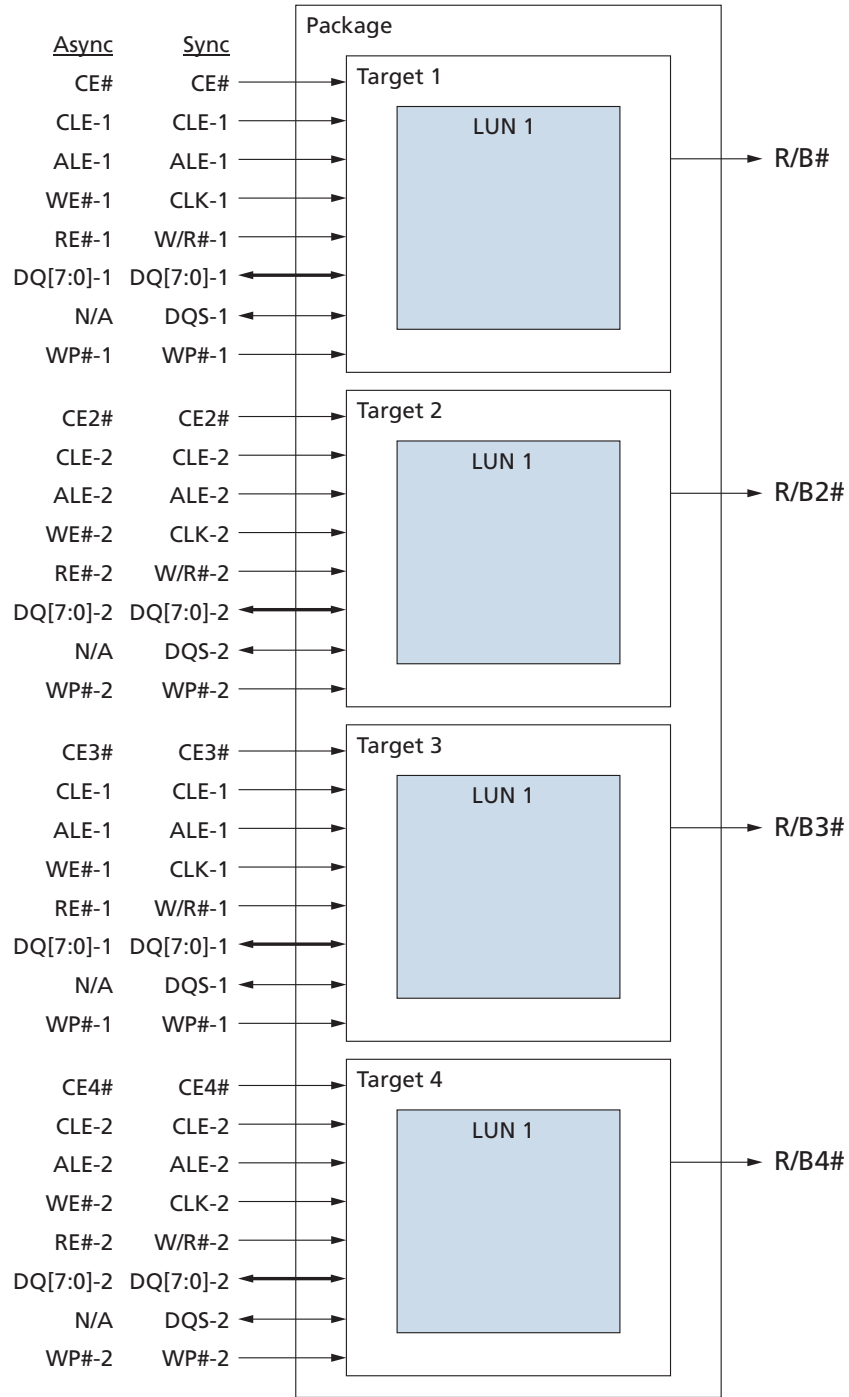 Package
Async Sync
CE# CE# Target 1
LUN 1
CLE-1 CLE-1
ALE-1 ALE-1 R/B#
WE#-1 CLK-1
RE#-1 W/R#-1
DQ[7:0]-1 DQ[7:0]-1
N/A DQS-1
WP#-1 WP#-1
CE2# CE2# Target 2
CLE-2 CLE-2 LUN 1
ALE-2 ALE-2 R/B2#
WE#-2 CLK-2
RE#-2 W/R#-2
DQ[7:0]-2 DQ[7:0]-2
N/A DQS-2
WP#-2 WP#-2
CE3# CE3# Target 3
CLE-1 CLE-1 LUN 1
ALE-1 ALE-1 R/B3#
WE#-1 CLK-1
RE#-1 W/R#-1
DQ[7:0]-1 DQ[7:0]-1
N/A DQS-1
WP#-1 WP#-1
CE4# CE4# Target 4
CLE-2 CLE-2 LUN 1
ALE-2 ALE-2 R/B4#
WE#-2 CLK-2
RE#-2 W/R#-2
DQ[7:0]-2 DQ[7:0]-2
N/A DQS-2
WP#-2 WP#-2